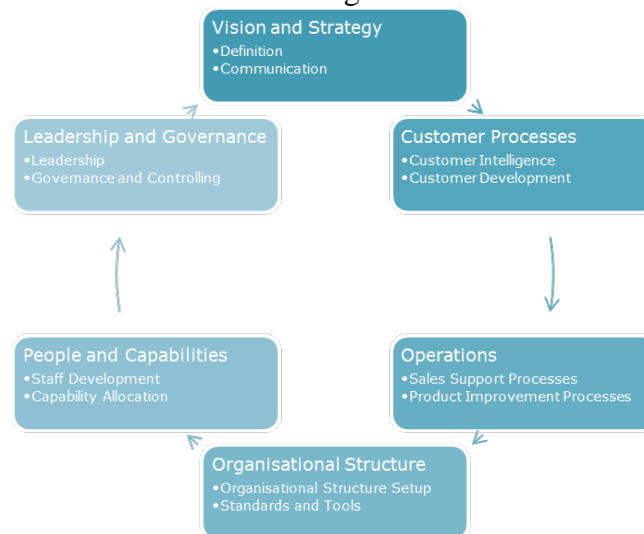 Vision and Strategy
•Definition
•Communication
Customer Processes
•Customer Intelligence
•Customer Development
Operations
•Sales Support Processes
•Product Improvement Processes
Organisational Structure
•Organisational Structure Setup
•Standards and Tools
People and Capabilities
•Staff Development
•Capability Allocation
Leadership and Governance
•Leadership
•Governance and Controlling